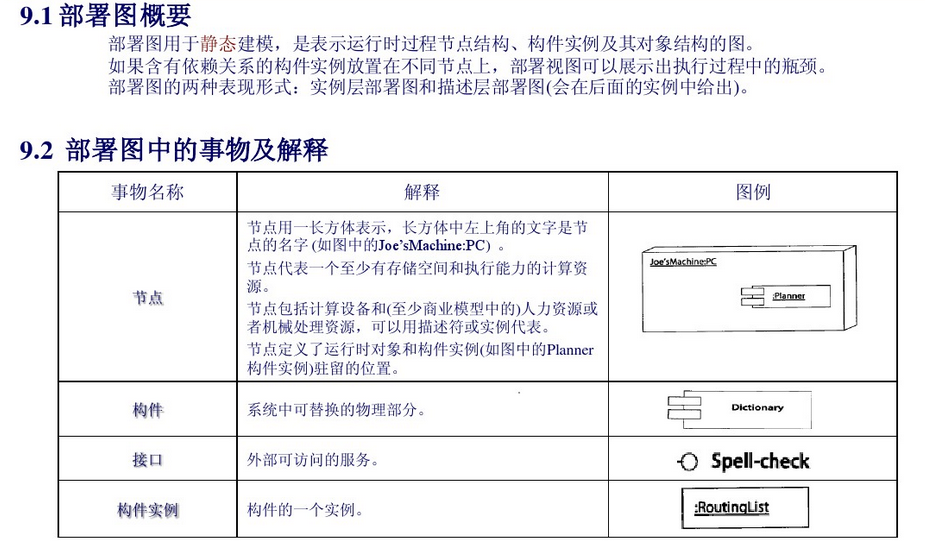 9.1 部署图概要
部署图用于静态建模，是表示运行时过程节点结构、构件实例及其对象结构的图。
如果含有依赖关系的构件实例放置在不同节点上，部署视图可以展示出执行过程中的瓶颈。
部署图的两种表现形式：实例层部署图和描述层部署图(会在后面的实例中给出)。
9.2 部署图中的事物及解释
事物名称
解释
图例
节点
节点用一长方体表示，长方体中左上角的文字是节
点的名字 (如图中的Joe'sMachine:PC) 。
节点代表一个至少有存储空间和执行能力的计算资
源。
节点包括计算设备和(至少商业模型中的)人力资源或
者机械处理资源，可以用描述符或实例代表。
节点定义了运行时对象和构件实例(如图中的Planner
构件实例)驻留的位置。
Joe'sMachine:PC
:Planner
构件
系统中可替换的物理部分。
Dictionary
接口
外部可访问的服务。
Spell-check
构件实例
构件的一个实例。
:RoutingList